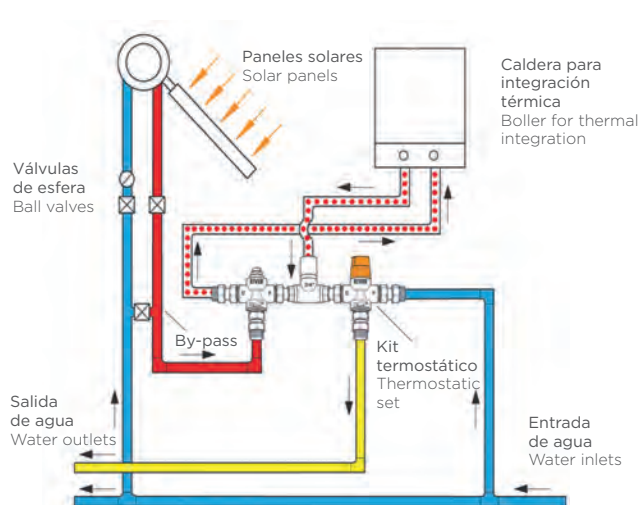 Paneles solares
Solar panels
Caldera para
integración
térmica
Boller for thermal
integration
Válvulas
de esfera
Ball valves
By-pass
Kit
termostático
Thermostatic
set
Salida
de agua
Water outlets
Entrada
de agua
Water inlets